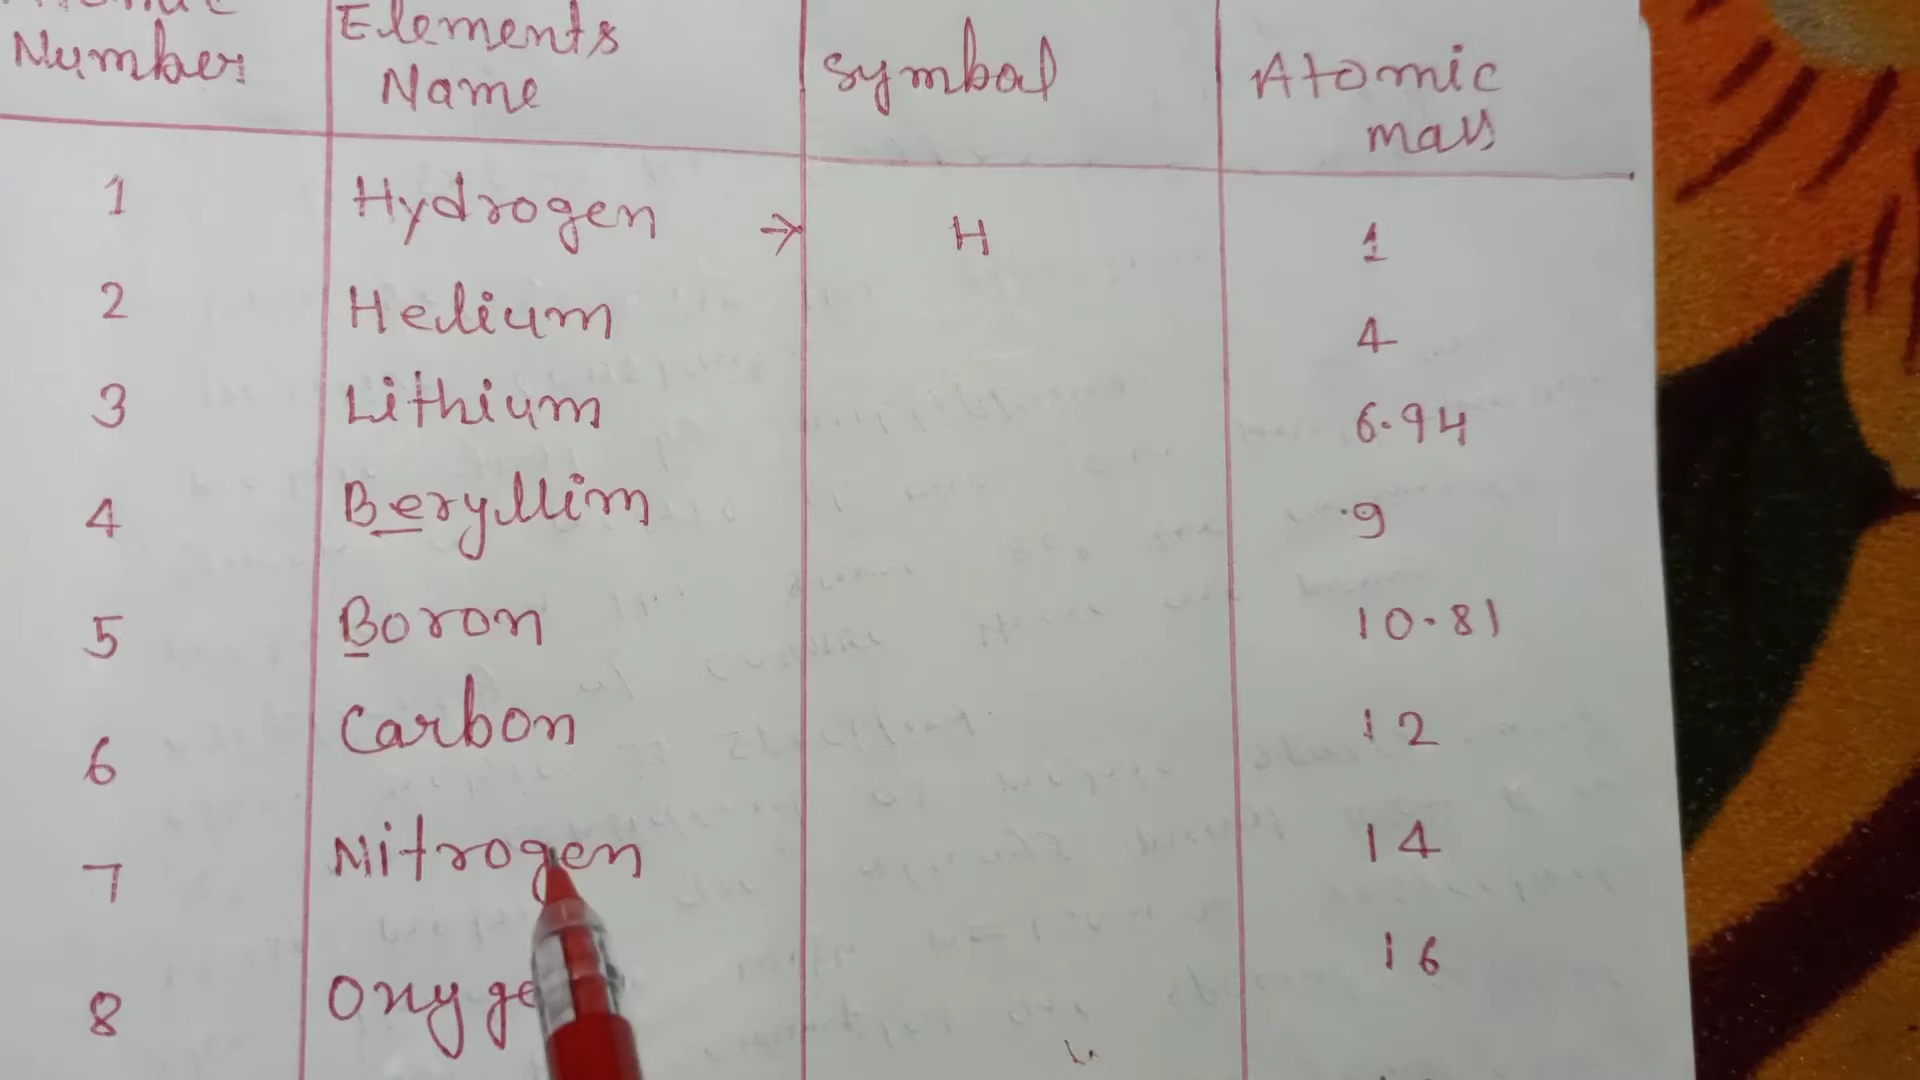 Number Elements Name Symbal Atomic mass
1 Hydrogen → H 1
2 Helium 4
3 Lithium 6.94
4 Beryllim .9
5 Boron 10.81
6 Carbon 12
7 Nitrogen 14
8 16